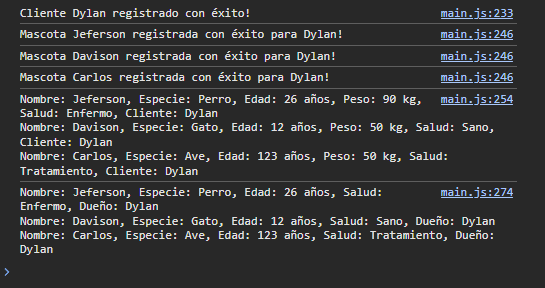 Cliente Dylan registrado con éxito! main.js:233
Mascota Jeferson registrada con éxito para Dylan! main.js:246
Mascota Davison registrada con éxito para Dylan! main.js:246
Mascota Carlos registrada con éxito para Dylan! main.js:246
Nombre: Jeferson, Especie: Perro, Edad: 26 años, Peso: 90 kg, main.js:254
Salud: Enfermo, Cliente: Dylan
Nombre: Davison, Especie: Gato, Edad: 12 años, Peso: 50 kg, Salud: Sano,
Cliente: Dylan
Nombre: Carlos, Especie: Ave, Edad: 123 años, Peso: 50 kg, Salud:
Tratamiento, Cliente: Dylan
Nombre: Jeferson, Especie: Perro, Edad: 26 años, Salud: main.js:274
Enfermo, Dueño: Dylan
Nombre: Davison, Especie: Gato, Edad: 12 años, Salud: Sano, Dueño: Dylan
Nombre: Carlos, Especie: Ave, Edad: 123 años, Salud: Tratamiento, Dueño:
Dylan
>